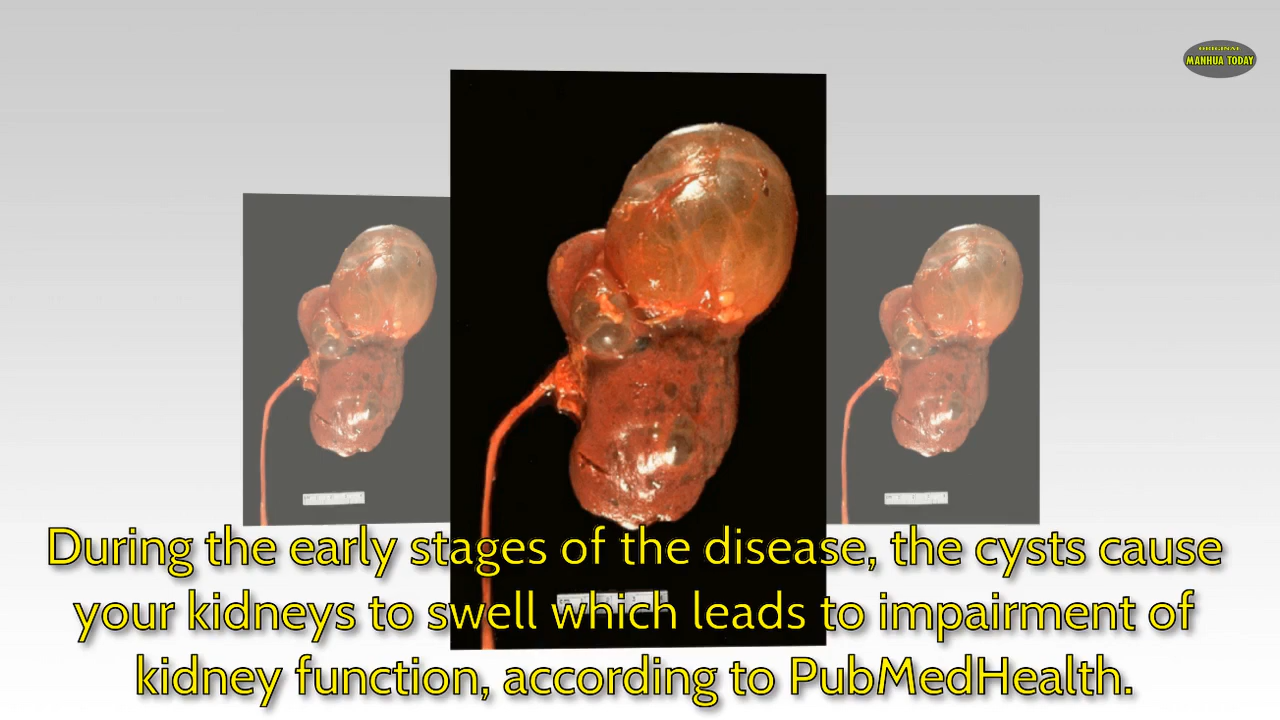 ORIGINAL
MANHUA TODAY
During the early stages of the disease, the cysts cause
your kidneys to swell which leads to impairment of
kidney function, according to PubMedHealth.